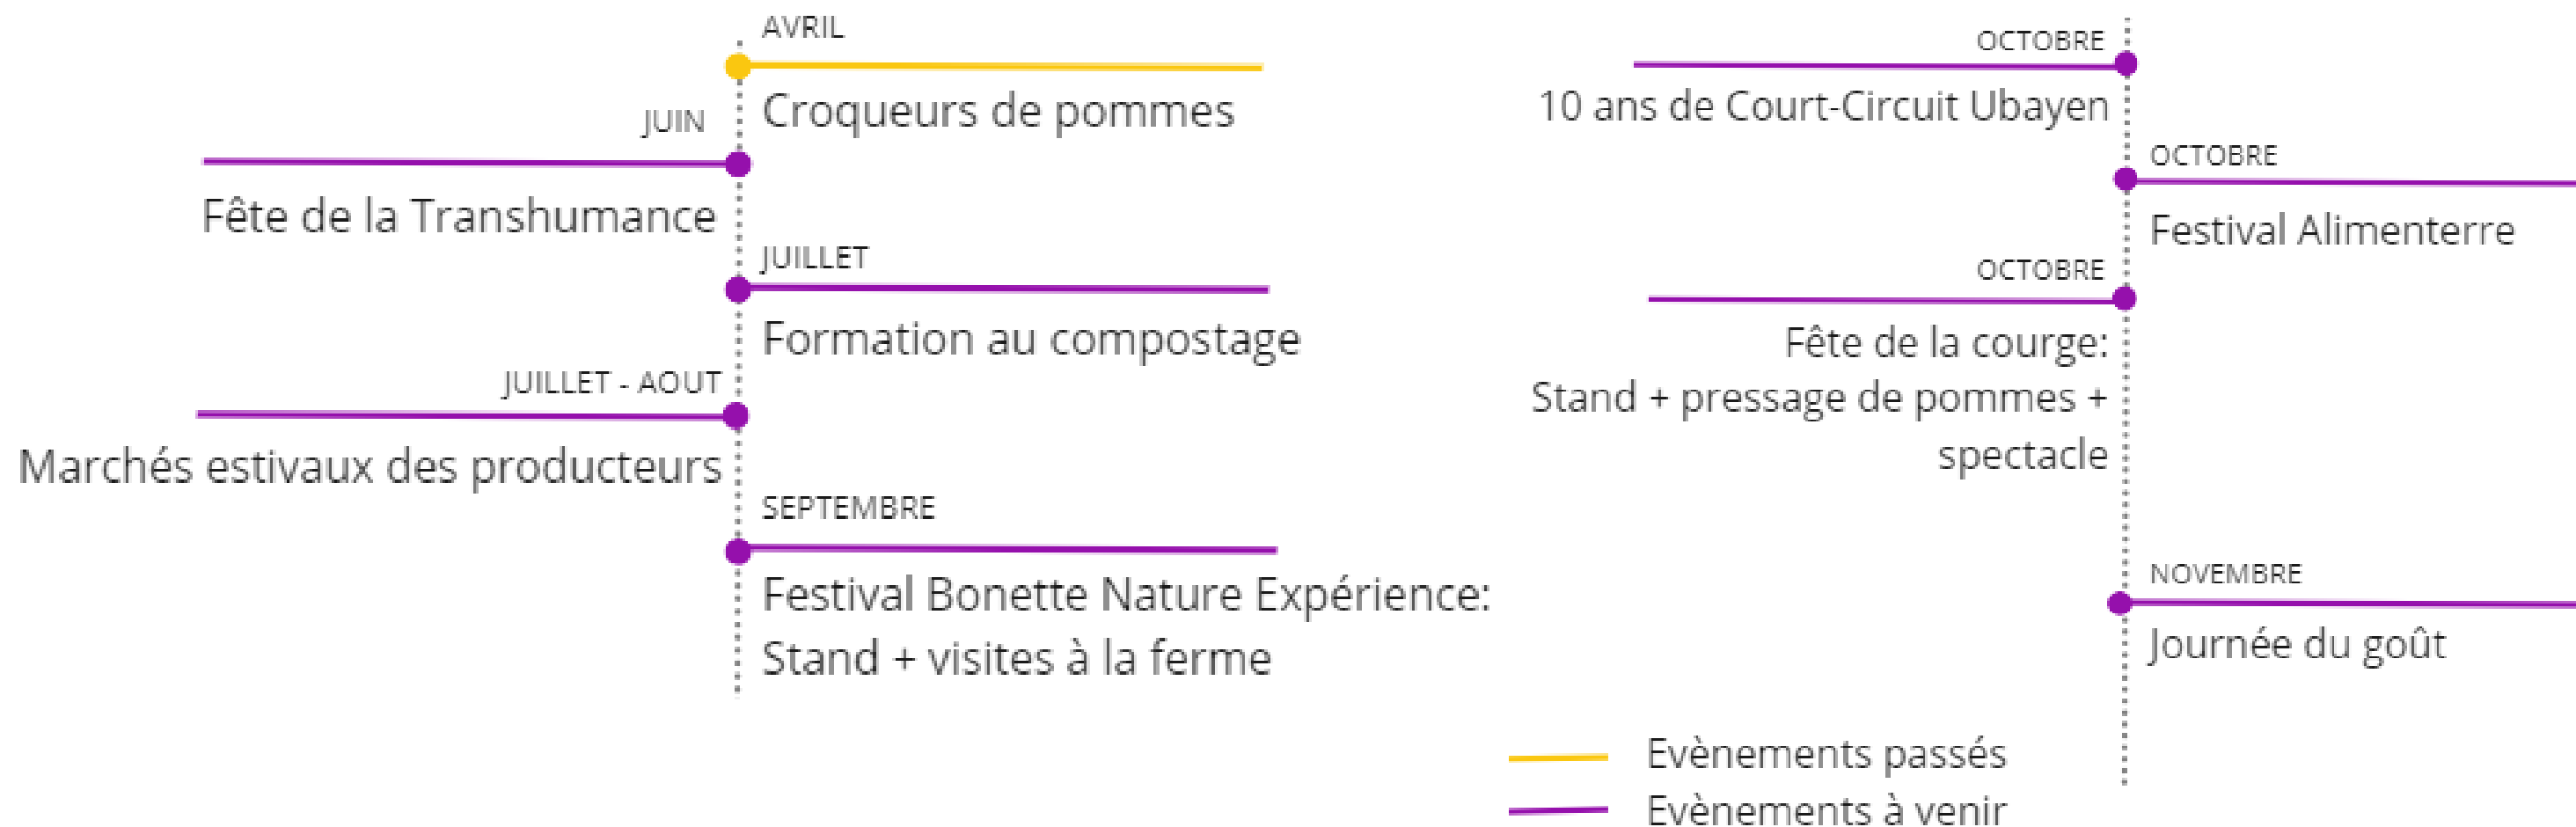 AVRIL
Croqueurs de pommes
JUIN
Fête de la Transhumance
JUILLET
Formation au compostage
JUILLET - AOUT
Marchés estivaux des producteurs
SEPTEMBRE
Festival Bonette Nature Expérience:
Stand + visites à la ferme
OCTOBRE
10 ans de Court-Circuit Ubayen
OCTOBRE
Festival Alimenterre
OCTOBRE
Fête de la courge:
Stand + pressage de pommes +
spectacle
NOVEMBRE
Journée du goût
Evènements passés
Evènements à venir